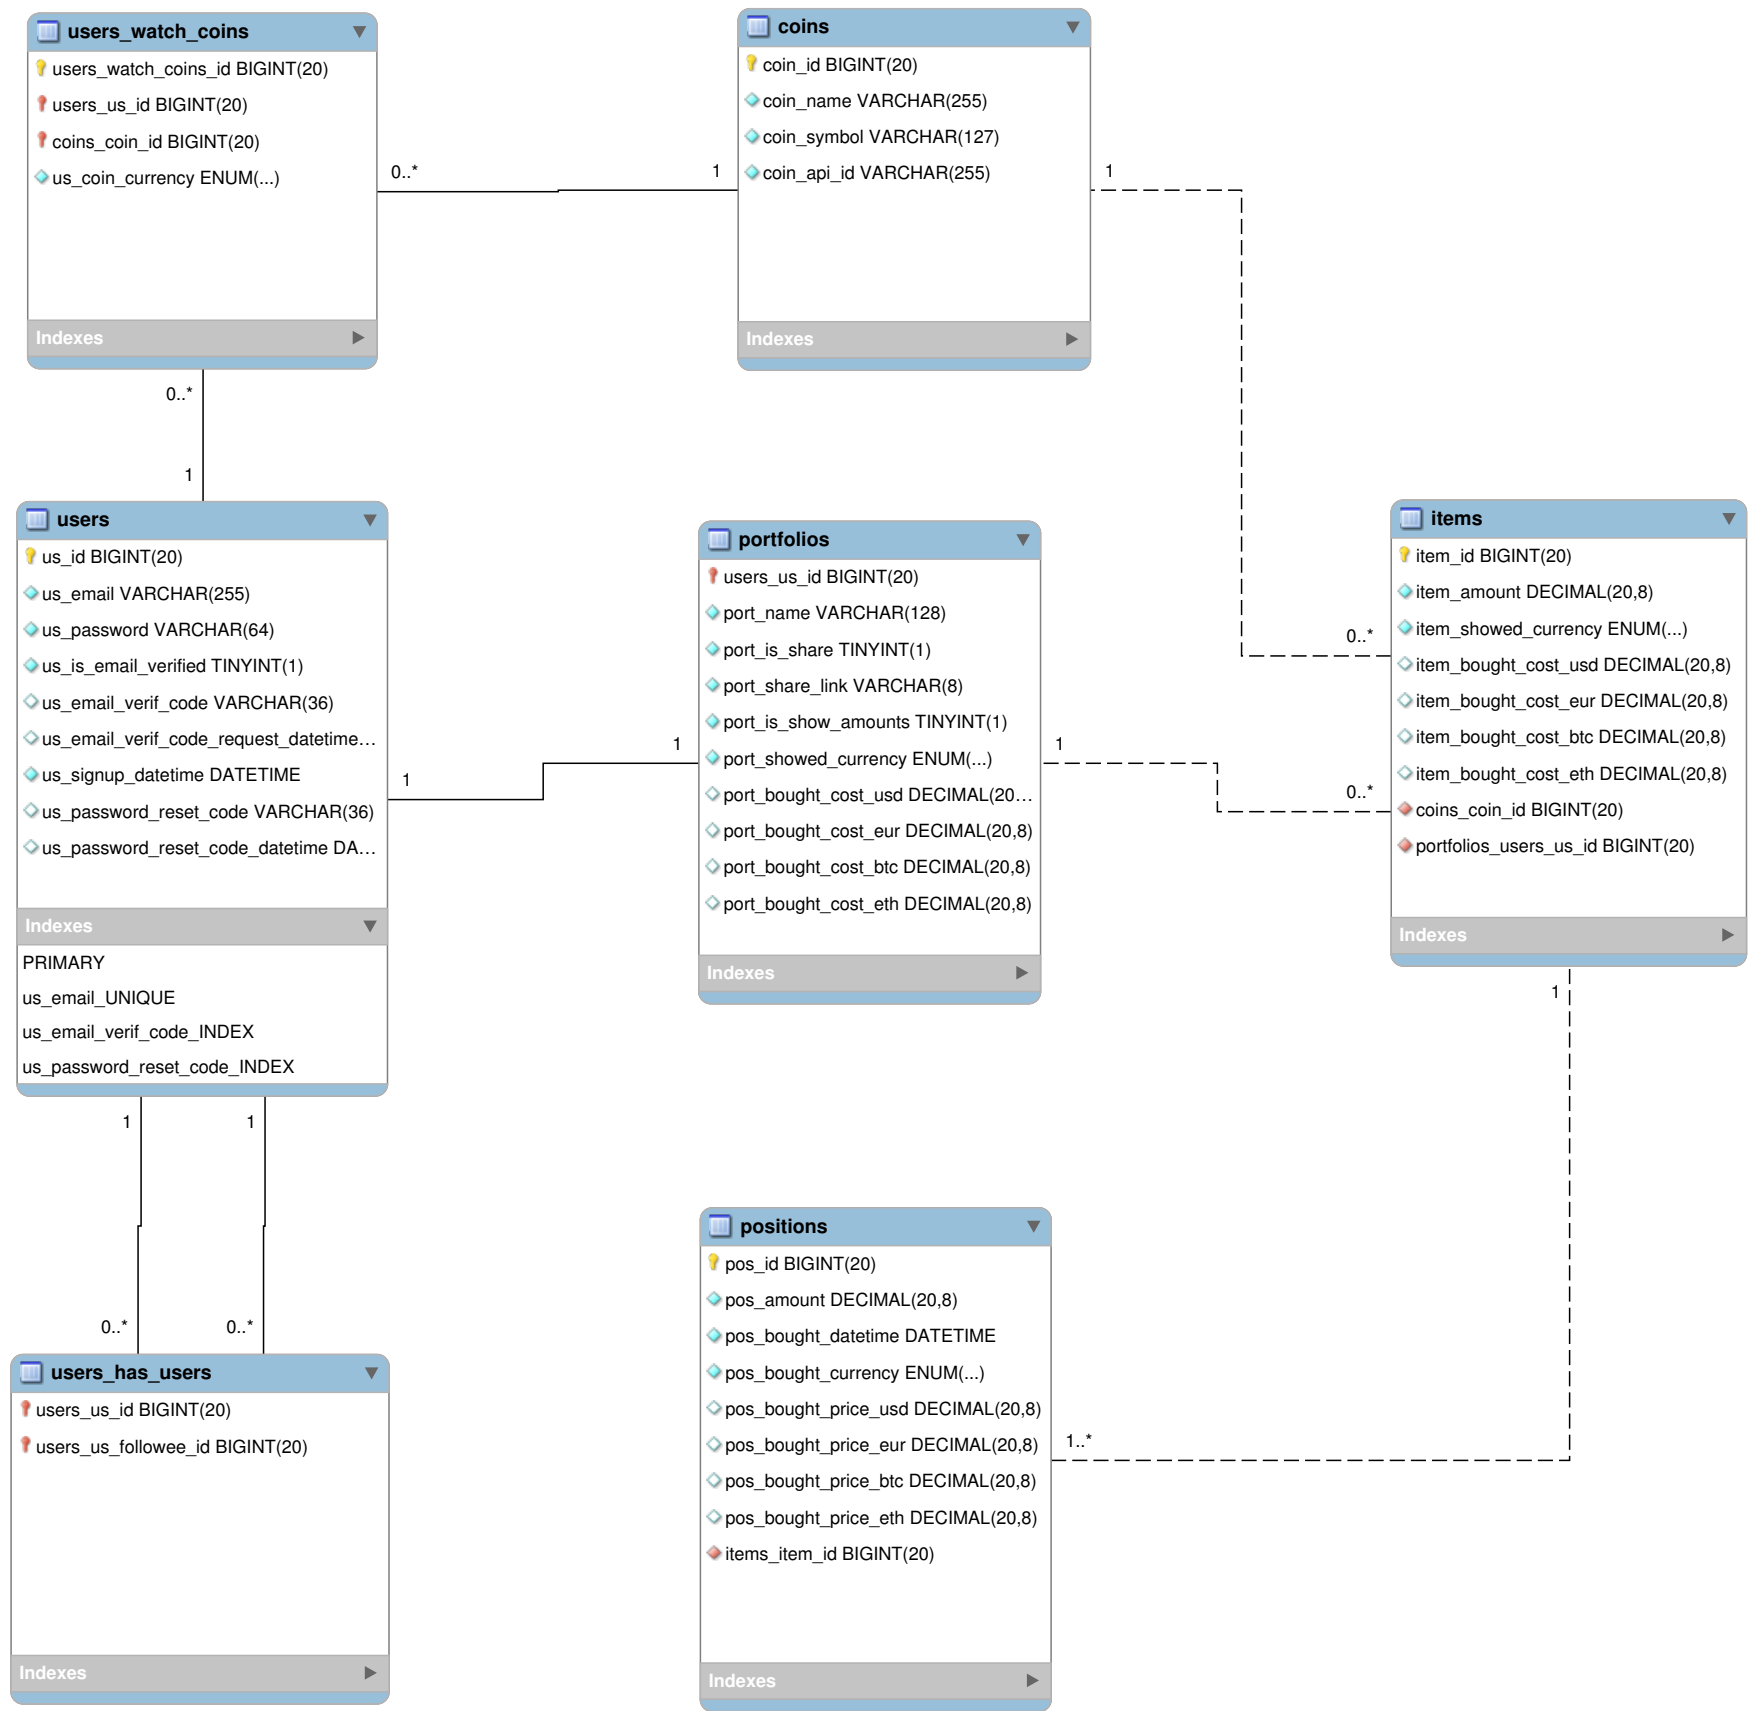 users_watch_coins
users_watch_coins_id BIGINT(20)
users_us_id BIGINT(20)
coins_coin_id BIGINT(20)
us_coin_currency ENUM(...)
Indexes
0..*
1
coins
coin_id BIGINT(20)
coin_name VARCHAR(255)
coin_symbol VARCHAR(127)
coin_api_id VARCHAR(255)
Indexes
1
0..*
0..*
1
users
us_id BIGINT(20)
us_email VARCHAR(255)
us_password VARCHAR(64)
us_is_email_verified TINYINT(1)
us_email_verif_code VARCHAR(36)
us_email_verif_code_request_datetime...
us_signup_datetime DATETIME
us_password_reset_code VARCHAR(36)
us_password_reset_code_datetime DA...
Indexes
PRIMARY
us_email_UNIQUE
us_email_verif_code_INDEX
us_password_reset_code_INDEX
1
1
portfolios
users_us_id BIGINT(20)
port_name VARCHAR(128)
port_is_share TINYINT(1)
port_share_link VARCHAR(8)
port_is_show_amounts TINYINT(1)
port_showed_currency ENUM(...)
port_bought_cost_usd DECIMAL(20...
port_bought_cost_eur DECIMAL(20,8)
port_bought_cost_btc DECIMAL(20,8)
port_bought_cost_eth DECIMAL(20,8)
Indexes
1
0..*
items
item_id BIGINT(20)
item_amount DECIMAL(20,8)
item_showed_currency ENUM(...)
item_bought_cost_usd DECIMAL(20,8)
item_bought_cost_eur DECIMAL(20,8)
item_bought_cost_btc DECIMAL(20,8)
item_bought_cost_eth DECIMAL(20,8)
coins_coin_id BIGINT(20)
portfolios_users_us_id BIGINT(20)
Indexes
1
1..*
1
1
0..*
0..*
users_has_users
users_us_id BIGINT(20)
users_us_followee_id BIGINT(20)
Indexes
positions
pos_id BIGINT(20)
pos_amount DECIMAL(20,8)
pos_bought_datetime DATETIME
pos_bought_currency ENUM(...)
pos_bought_price_usd DECIMAL(20,8)
pos_bought_price_eur DECIMAL(20,8)
pos_bought_price_btc DECIMAL(20,8)
pos_bought_price_eth DECIMAL(20,8)
items_item_id BIGINT(20)
Indexes